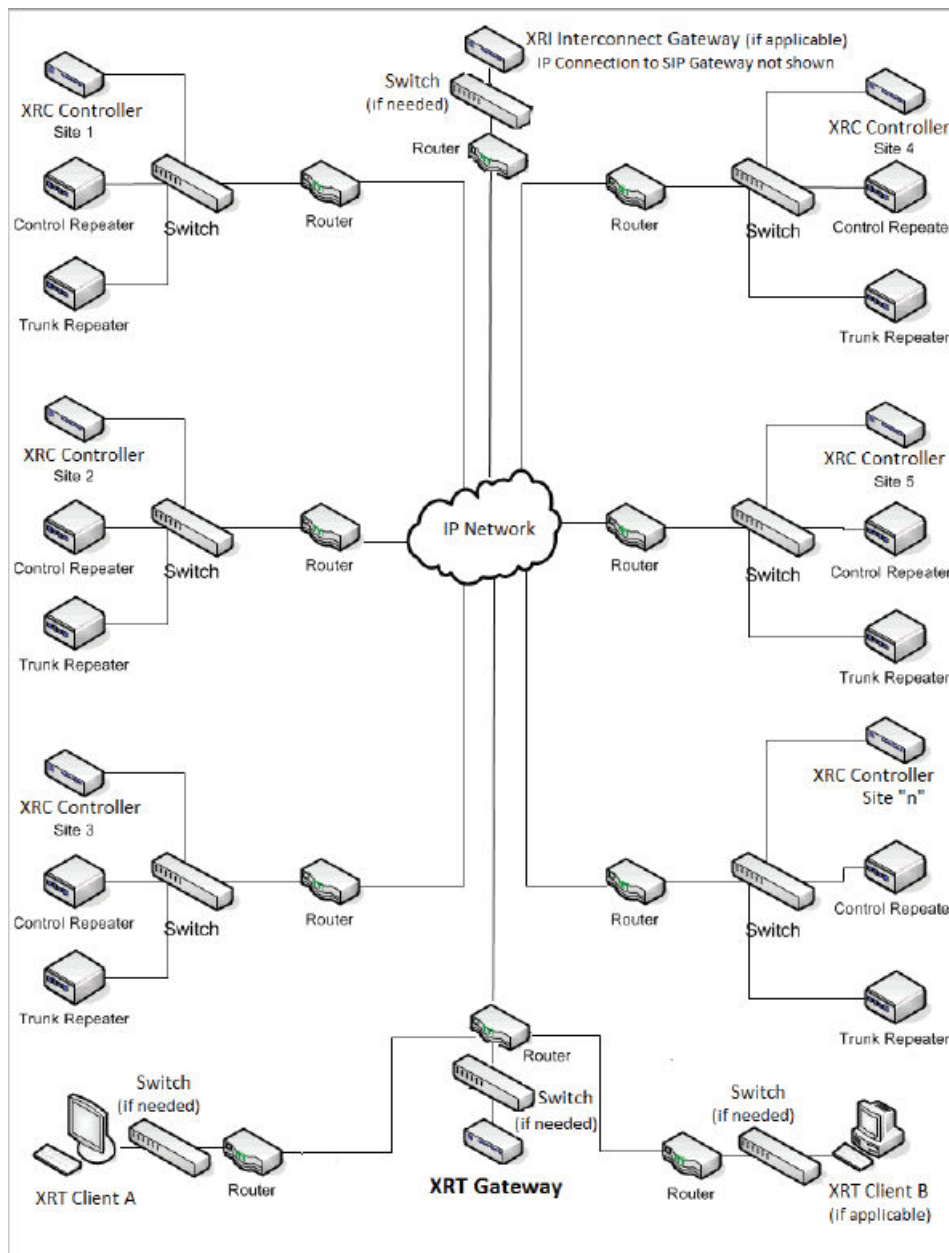 XRI Interconnect Gateway (if applicable)
IP Connection to SIP Gateway not shown
Switch
(if needed)
Router
XRC Controller
Site 1
Control Repeater
Switch
Router
Trunk Repeater
XRC Controller
Site 4
Router
Switch
Control Repeater
Trunk Repeater
XRC Controller
Site 2
Control Repeater
Switch
Router
Trunk Repeater
IP Network
XRC Controller
Site 5
Router
Switch
Control Repeater
Trunk Repeater
XRC Controller
Site 3
Control Repeater
Switch
Router
Trunk Repeater
XRC Controller
Site "n"
Router
Switch
Control Repeater
Trunk Repeater
Router
Switch
(if needed)
XRT Gateway
Switch
(if needed)
Router
XRT Client A
Switch
(if needed)
Router
XRT Client B
(if applicable)